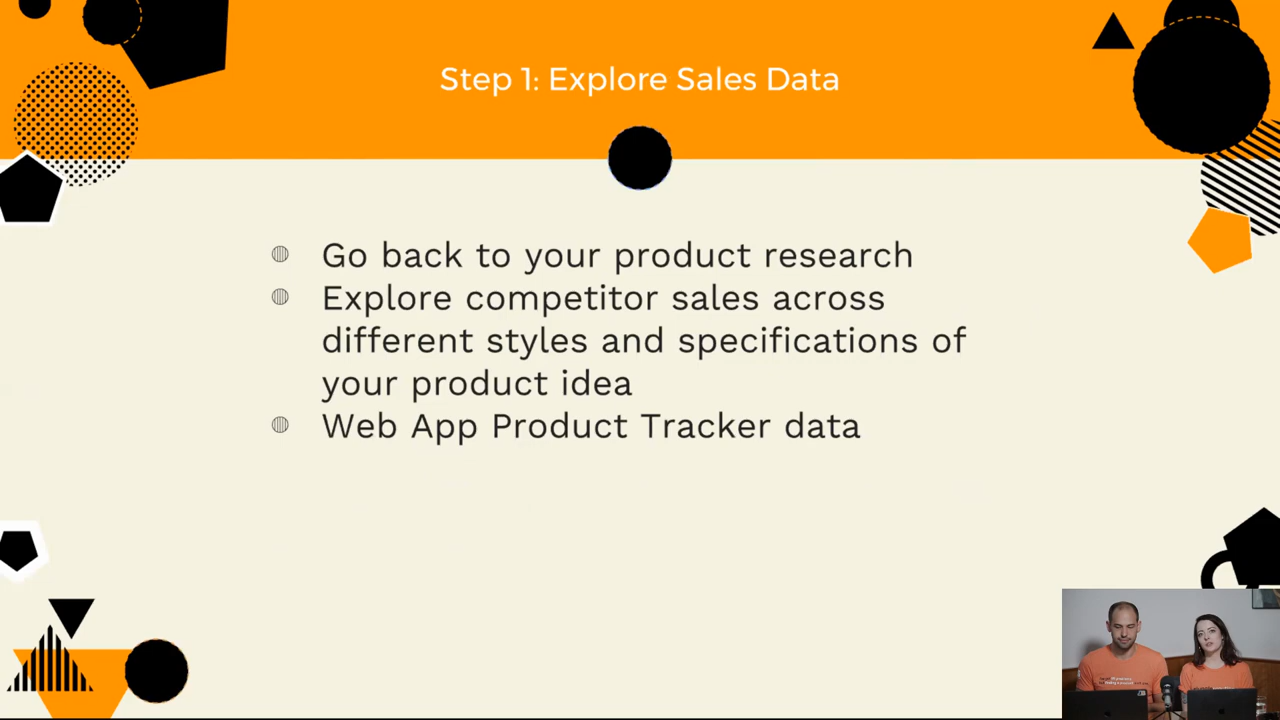 Step 1: Explore Sales Data
Go back to your product research
Explore competitor sales across
different styles and specifications of
your product idea
Web App Product Tracker data